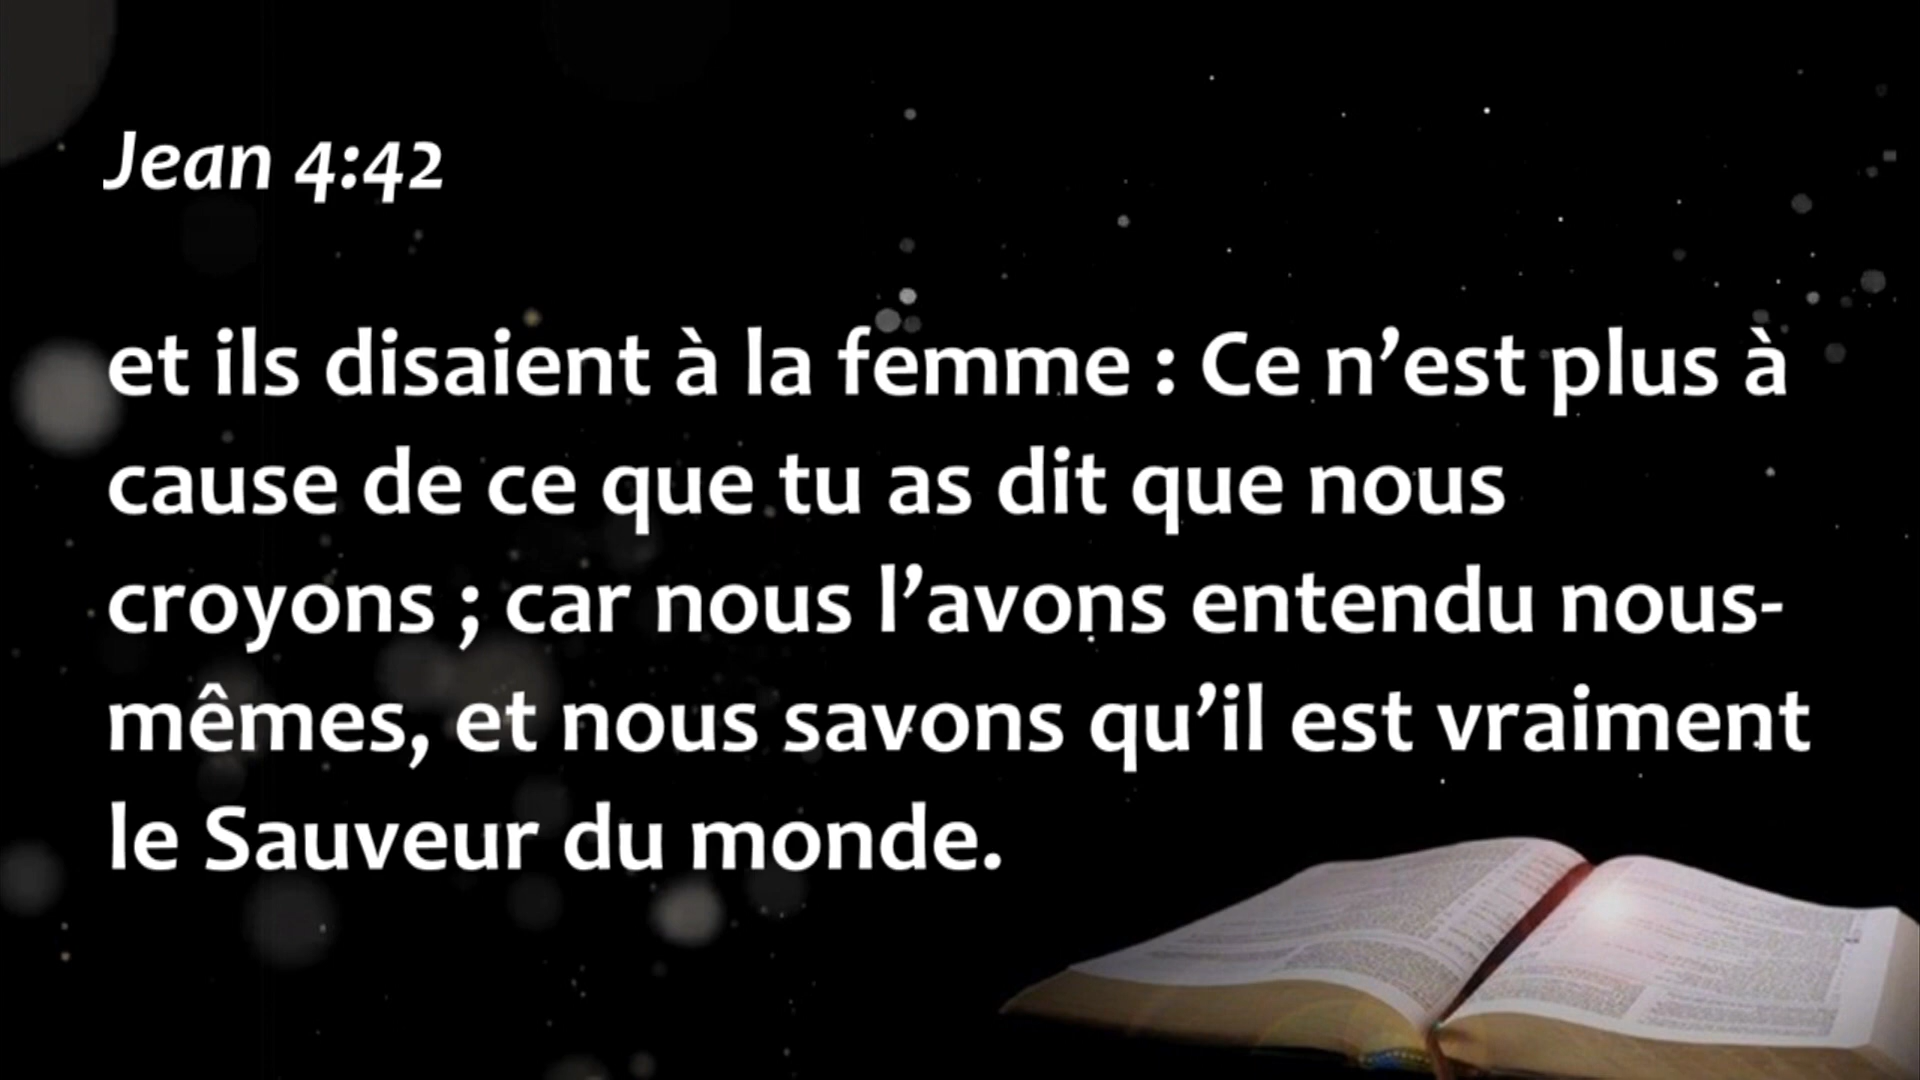 Jean 4:42
et ils disaient à la femme : Ce n’est plus à
cause de ce que tu as dit que nous
croyons ; car nous l’avons entendu nous-
mêmes, et nous savons qu’il est vraiment
le Sauveur du monde.